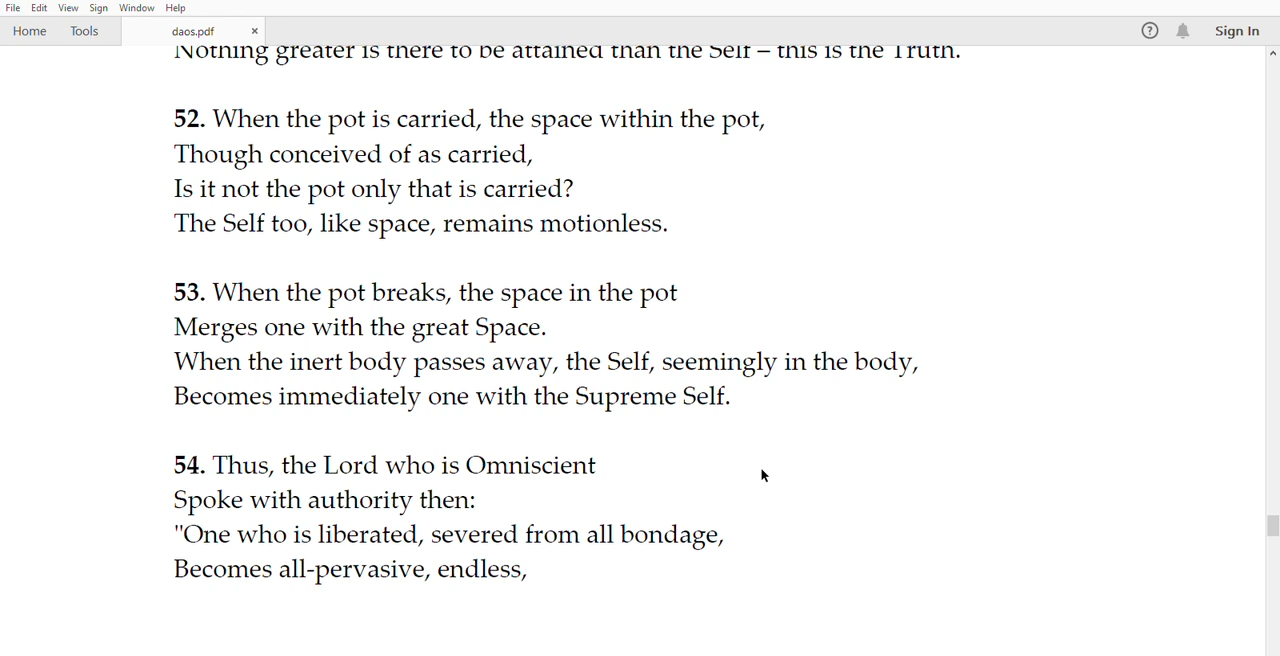 File Edit View Sign Window Help
Home Tools daos.pdf × ? Sign In
Nothing greater is there to be attained than the Self – this is the Truth.
52. When the pot is carried, the space within the pot,
Though conceived of as carried,
Is it not the pot only that is carried?
The Self too, like space, remains motionless.
53. When the pot breaks, the space in the pot
Merges one with the great Space.
When the inert body passes away, the Self, seemingly in the body,
Becomes immediately one with the Supreme Self.
54. Thus, the Lord who is Omniscient
Spoke with authority then:
"One who is liberated, severed from all bondage,
Becomes all-pervasive, endless,